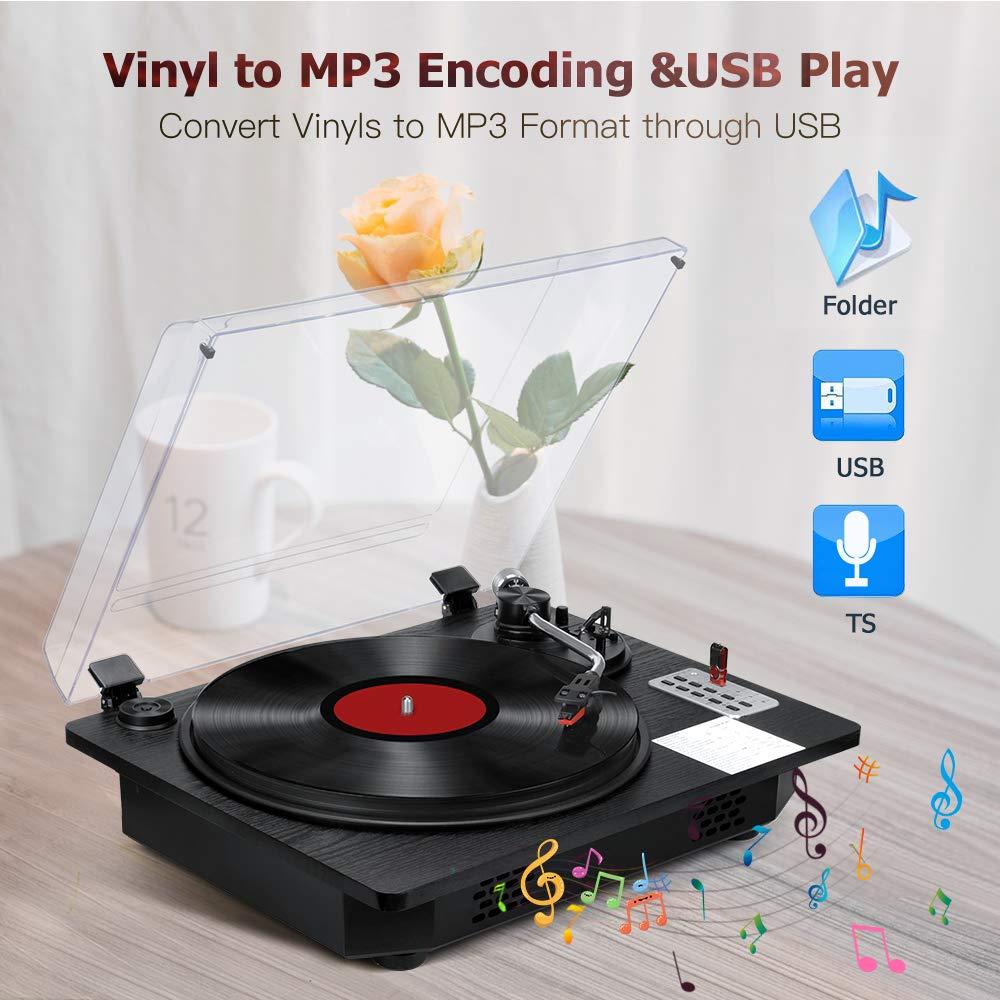 Vinyl to MP3 Encoding &USB Play
Convert Vinyls to MP3 Format through USB
Folder
USB
TS
12